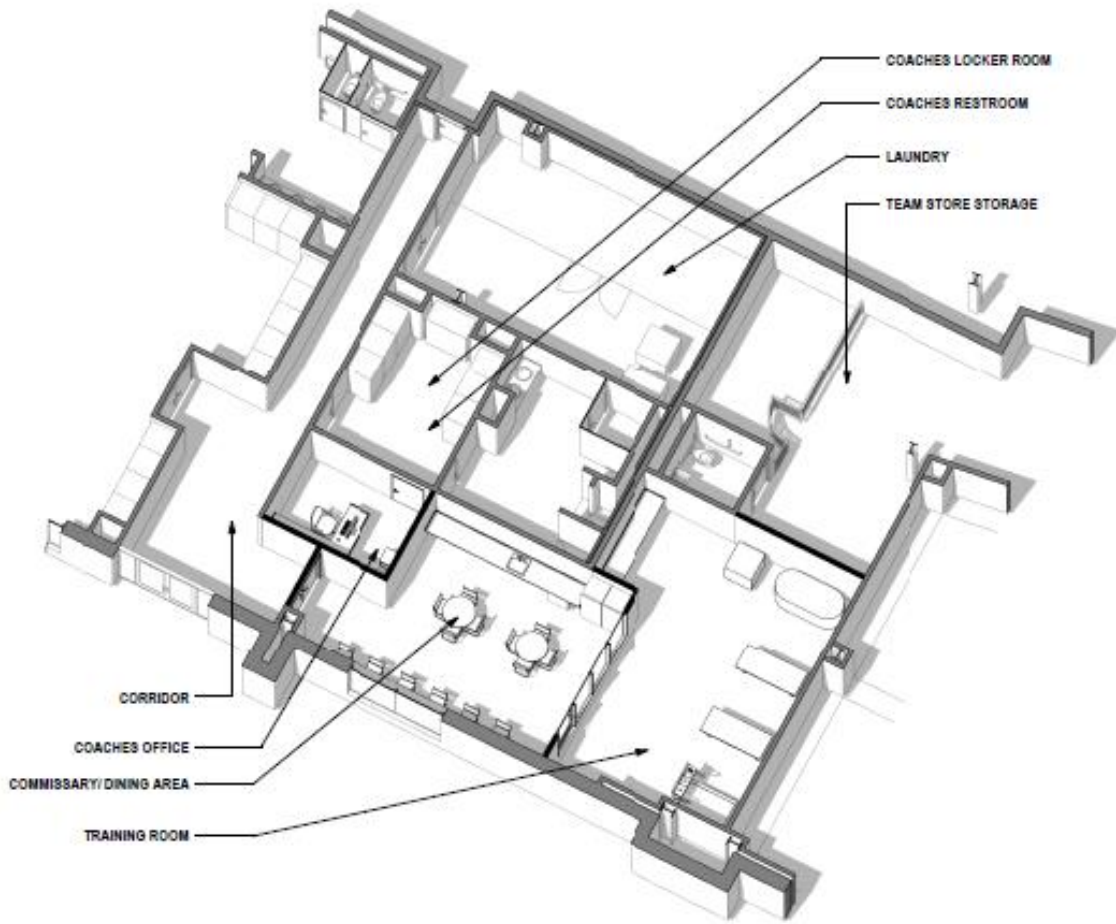 COACHES LOCKER ROOM
COACHES RESTROOM
LAUNDRY
TEAM STORE STORAGE
CORRIDOR
COACHES OFFICE
COMMISSARY/ DINING AREA
TRAINING ROOM